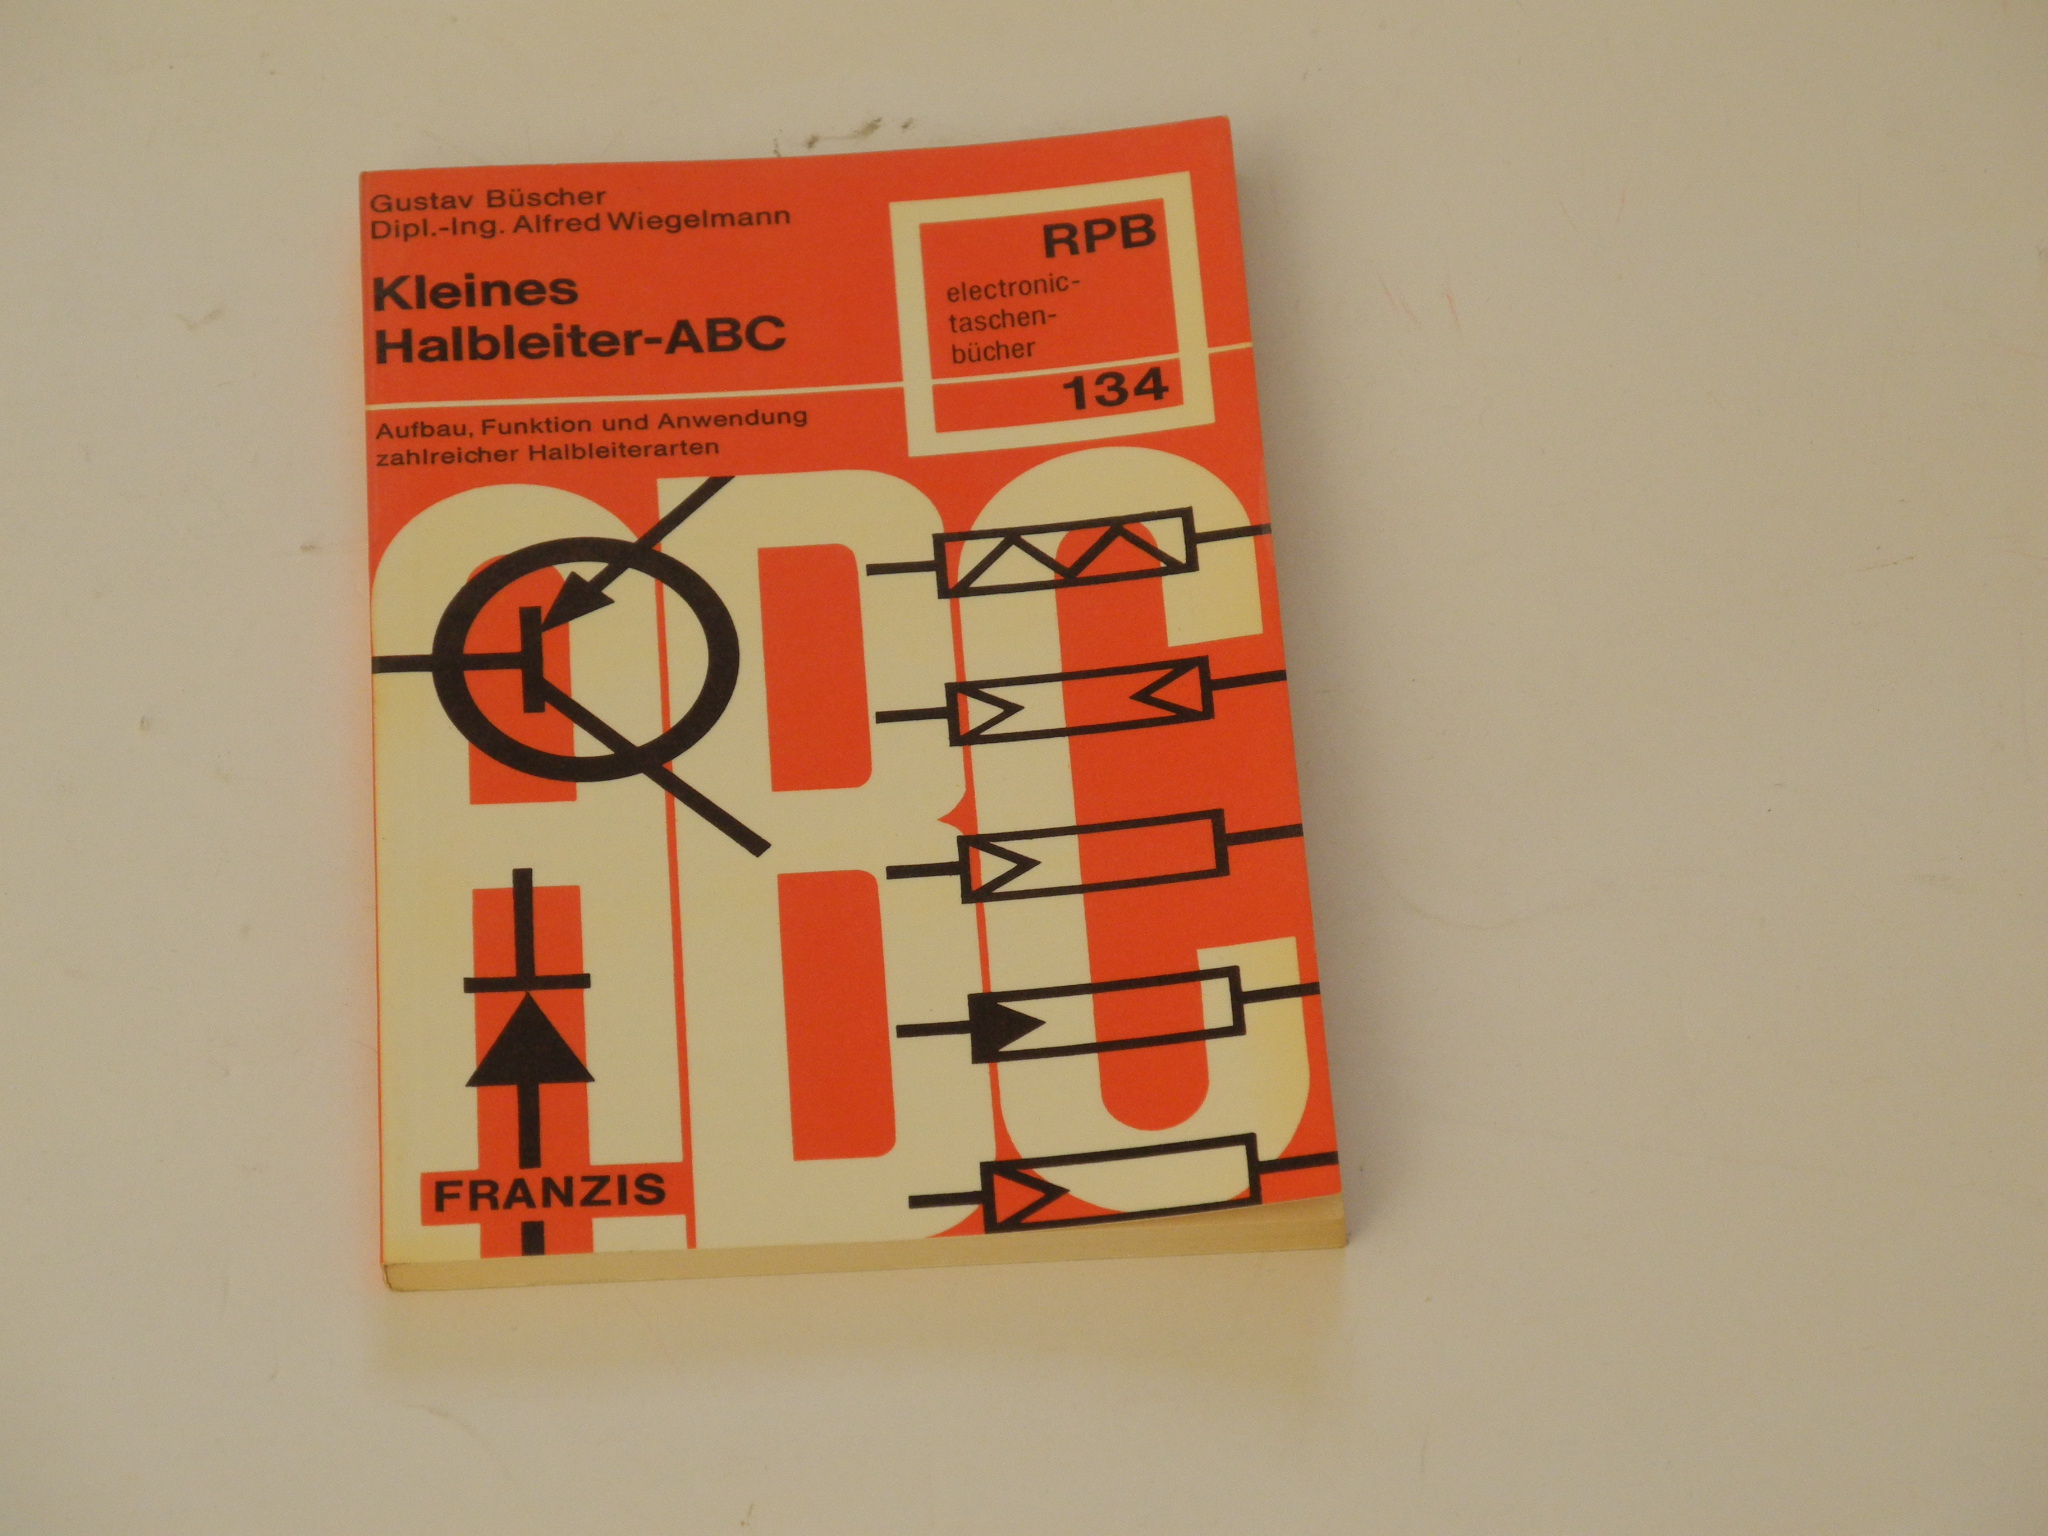 Gustav Büscher
Dipl.-Ing. Alfred Wiegelmann
Kleines
Halbleiter-ABC
RPB
electronic-
taschen-
bücher
134
Aufbau, Funktion und Anwendung
zahlreicher Halbleiterarten
ABC
FRANZIS